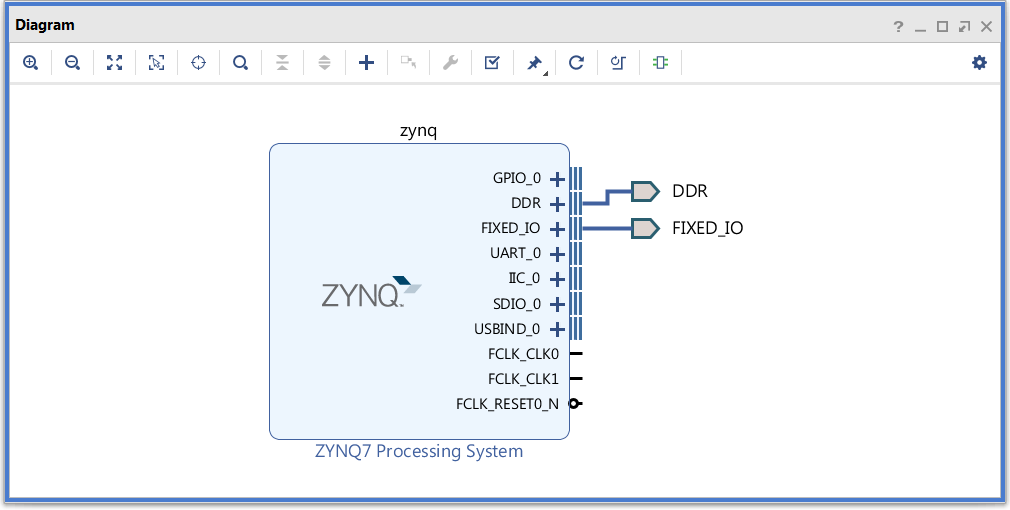 Diagram
?
zynq
GPIO_0
DDR
FIXED_IO
UART_0
IIC_0
SDIO_0
USBIND_0
FCLK_CLK0
FCLK_CLK1
FCLK_RESET0_N
ZYNQ
DDR
FIXED_IO
ZYNQ7 Processing System